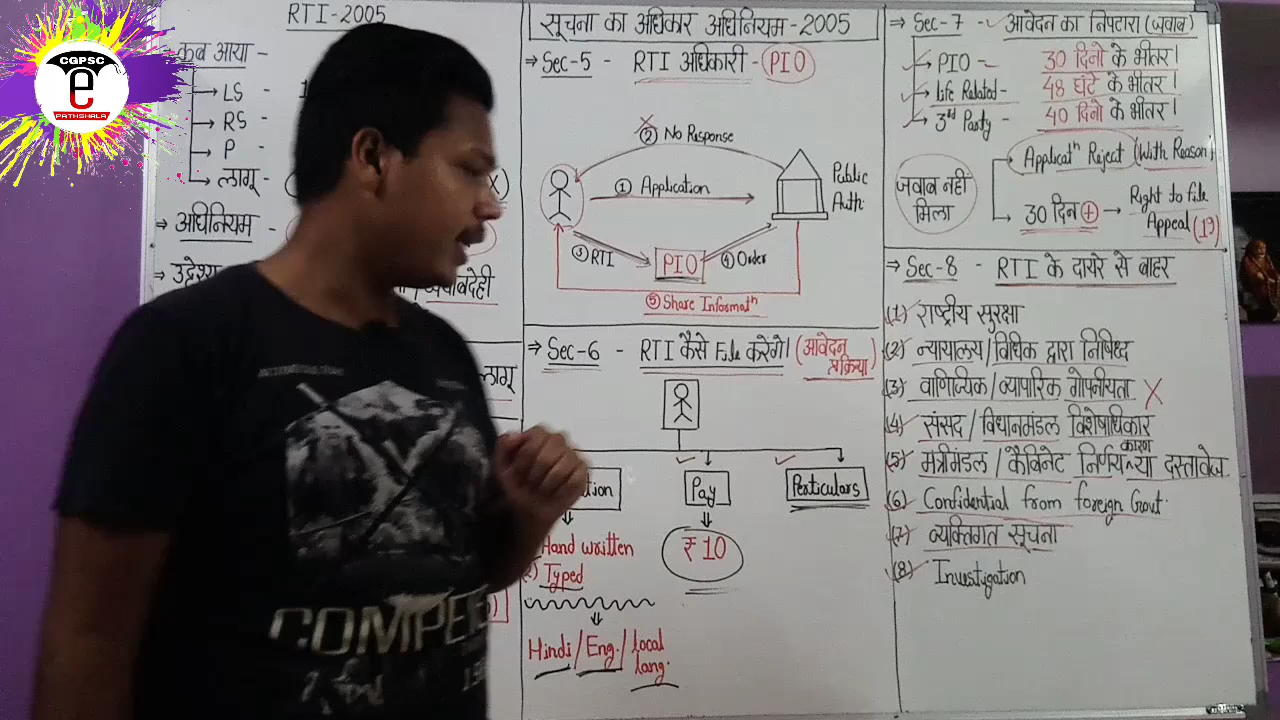 CGPSC
e
PATHSHALA
RTI-2005
कब आया -
LS -
RS -
P -
लागू -
X)
अधिनियम -
उद्देश्य
जवाबदेही
लागू
सूचना का अधिकार अधिनियम - 2005
Sec-5 - RTI अधिकारी - PIO
② No Response
① Application
Public
Auth.
③ RTI
PIO
④ Order
⑤ Share Informatn
Sec-6 - RTI कैसे File करेंगे। (आवेदन प्रक्रिया)
Pay
Perticulars
Hand written
₹10
Typed
Hindi / Eng. / local
lang.
Sec-7 - आवेदन का निपटारा (जवाब)
PIO - 30 दिनो के भीतर।
Life Related - 48 घंटे के भीतर।
3rd Party - 40 दिनो के भीतर।
Applicatn Reject (With Reason)
जवाब नहीं
मिला
30 दिन + → Right to file
Appeal (19)
Sec-8 - RTI के दायरे से बाहर
(1) राष्ट्रीय सुरक्षा
(2) न्यायालय / विधिक द्वारा निषिध्द
(3) वाणिज्यिक / व्यापारिक गोपनीयता X
(4) संसद / विधानमंडल विशेषाधिकार
कारण
(5) मंत्रीमंडल / कैबिनेट निर्णय या दस्तावेज
(6) Confidential from foreign Govt.
(7) व्यक्तिगत सूचना
(8) Investigation
COMPE